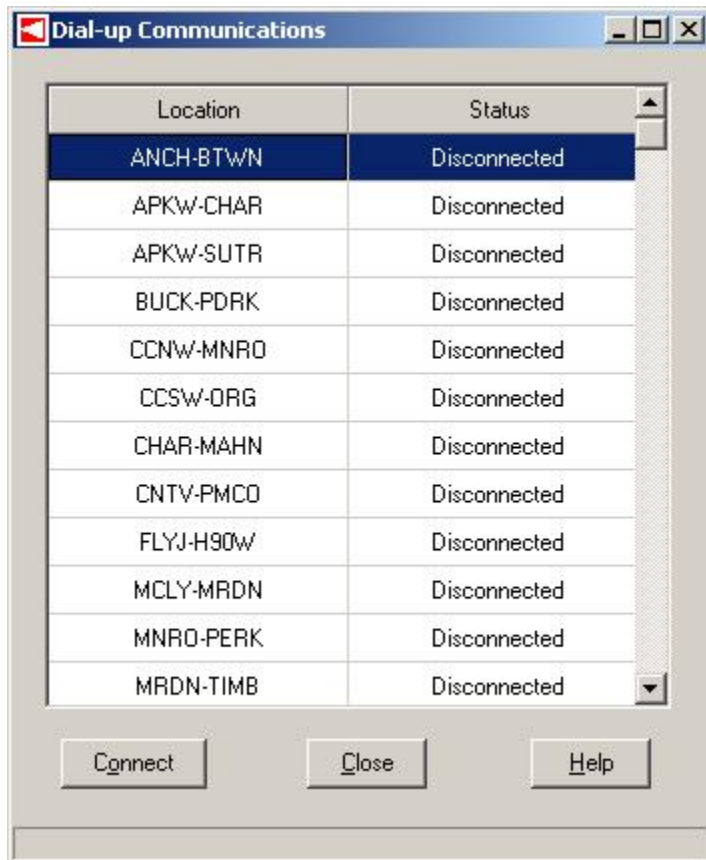 Dial-up Communications
Location Status
ANCH-BTWN Disconnected
APKW-CHAR Disconnected
APKW-SUTR Disconnected
BUCK-PDRK Disconnected
CCNW-MNRO Disconnected
CCSW-ORG Disconnected
CHAR-MAHN Disconnected
CNTV-PMCO Disconnected
FLYJ-H90W Disconnected
MCLY-MRDN Disconnected
MNRO-PERK Disconnected
MRDN-TIMB Disconnected
Connect Close Help